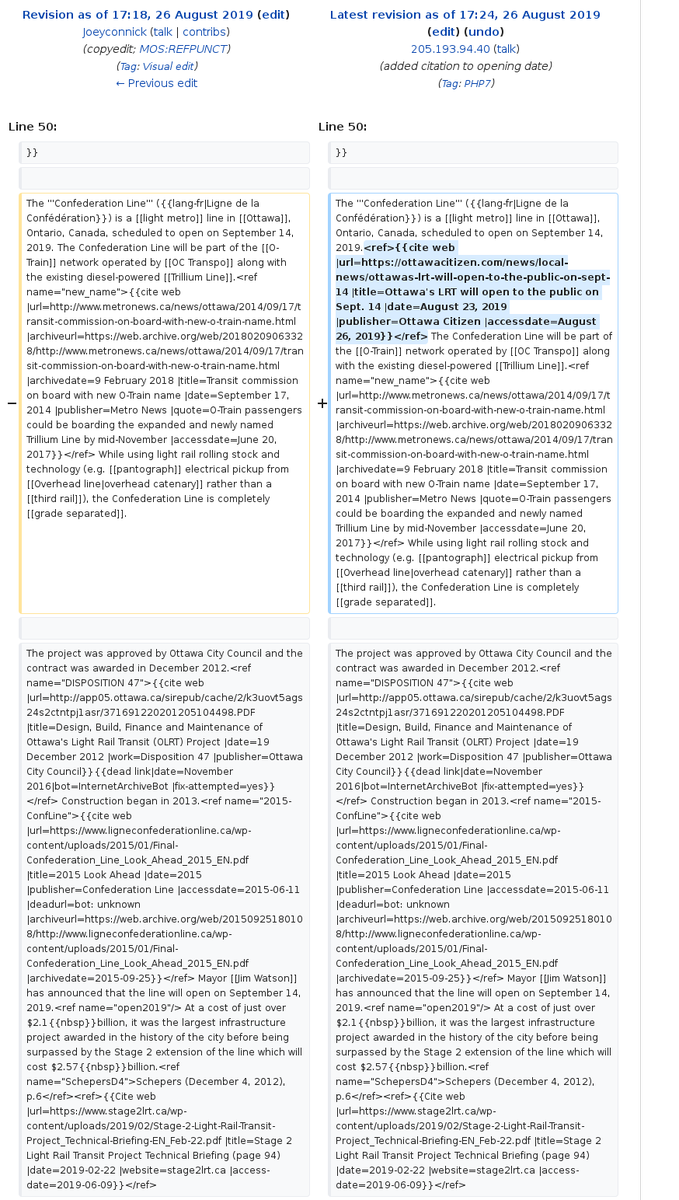 Revision as of 17:18, 26 August 2019 (edit)
Joeyconnick (talk | contribs)
(copyedit; MOS:REFPUNCT)
(Tag: Visual edit)
← Previous edit
Latest revision as of 17:24, 26 August 2019
(edit) (undo)
205.193.94.40 (talk)
(added citation to opening date)
(Tag: PHP7)
Line 50:
Line 50:
}}
}}
−
The '''Confederation Line''' ({{lang-fr|Ligne de la
Confédération}}) is a [[light metro]] line in [[Ottawa]],
Ontario, Canada, scheduled to open on September 14,
2019. The Confederation Line will be part of the [[O-
Train]] network operated by [[OC Transpo]] along with
the existing diesel-powered [[Trillium Line]].<ref
name="new_name">{{cite web
|url=http://www.metronews.ca/news/ottawa/2014/09/17/t
ransit-commission-on-board-with-new-o-train-name.html
|archiveurl=https://web.archive.org/web/2018020906332
8/http://www.metronews.ca/news/ottawa/2014/09/17/tran
sit-commission-on-board-with-new-o-train-name.html
|archivedate=9 February 2018 |title=Transit commission
on board with new O-Train name |date=September 17,
2014 |publisher=Metro News |quote=O-Train passengers
could be boarding the expanded and newly named
Trillium Line by mid-November |accessdate=June 20,
2017}}</ref> While using light rail rolling stock and
technology (e.g. [[pantograph]] electrical pickup from
[[Overhead line|overhead catenary]] rather than a
[[third rail]]), the Confederation Line is completely
[[grade separated]].
+
The '''Confederation Line''' ({{lang-fr|Ligne de la
Confédération}}) is a [[light metro]] line in [[Ottawa]],
Ontario, Canada, scheduled to open on September 14,
2019.<ref>{{cite web
|url=https://ottawacitizen.com/news/local-
news/ottawas-lrt-will-open-to-the-public-on-sept-
14 |title=Ottawa's LRT will open to the public on
Sept. 14 |date=August 23, 2019
|publisher=Ottawa Citizen |accessdate=August
26, 2019}}</ref> The Confederation Line will be part of
the [[O-Train]] network operated by [[OC Transpo]] along
with the existing diesel-powered [[Trillium Line]].<ref
name="new_name">{{cite web
|url=http://www.metronews.ca/news/ottawa/2014/09/17/t
ransit-commission-on-board-with-new-o-train-name.html
|archiveurl=https://web.archive.org/web/2018020906332
8/http://www.metronews.ca/news/ottawa/2014/09/17/tran
sit-commission-on-board-with-new-o-train-name.html
|archivedate=9 February 2018 |title=Transit commission
on board with new O-Train name |date=September 17,
2014 |publisher=Metro News |quote=O-Train passengers
could be boarding the expanded and newly named
Trillium Line by mid-November |accessdate=June 20,
2017}}</ref> While using light rail rolling stock and
technology (e.g. [[pantograph]] electrical pickup from
[[Overhead line|overhead catenary]] rather than a
[[third rail]]), the Confederation Line is completely
[[grade separated]].
The project was approved by Ottawa City Council and the
contract was awarded in December 2012.<ref
name="DISPOSITION 47">{{cite web
|url=http://app05.ottawa.ca/sirepub/cache/2/k3uovt5ags
24s2ctntpj1asr/371691220201205104498.PDF
|title=Design, Build, Finance and Maintenance of
Ottawa's Light Rail Transit (OLRT) Project |date=19
December 2012 |work=Disposition 47 |publisher=Ottawa
City Council}}{{dead link|date=November
2016|bot=InternetArchiveBot |fix-attempted=yes}}
</ref> Construction began in 2013.<ref name="2015-
ConfLine">{{cite web
|url=https://www.ligneconfederationline.ca/wp-
content/uploads/2015/01/Final-
Confederation_Line_Look_Ahead_2015_EN.pdf
|title=2015 Look Ahead |date=2015
|publisher=Confederation Line |accessdate=2015-06-11
|deadurl=bot: unknown
|archiveurl=https://web.archive.org/web/2015092518010
8/http://www.ligneconfederationline.ca/wp-
content/uploads/2015/01/Final-
Confederation_Line_Look_Ahead_2015_EN.pdf
|archivedate=2015-09-25}}</ref> Mayor [[Jim Watson]]
has announced that the line will open on September 14,
2019.<ref name="open2019"/> At a cost of just over
$2.1{{nbsp}}billion, it was the largest infrastructure
project awarded in the history of the city before being
surpassed by the Stage 2 extension of the line which will
cost $2.57{{nbsp}}billion.<ref
name="SchepersD4">Schepers (December 4, 2012),
p.6</ref><ref>{{Cite web
|url=https://www.stage2lrt.ca/wp-
content/uploads/2019/02/Stage-2-Light-Rail-Transit-
Project_Technical-Briefing-EN_Feb-22.pdf |title=Stage 2
Light Rail Transit Project Technical Briefing (page 94)
|date=2019-02-22 |website=stage2lrt.ca |access-
date=2019-06-09}}</ref>
The project was approved by Ottawa City Council and the
contract was awarded in December 2012.<ref
name="DISPOSITION 47">{{cite web
|url=http://app05.ottawa.ca/sirepub/cache/2/k3uovt5ags
24s2ctntpj1asr/371691220201205104498.PDF
|title=Design, Build, Finance and Maintenance of
Ottawa's Light Rail Transit (OLRT) Project |date=19
December 2012 |work=Disposition 47 |publisher=Ottawa
City Council}}{{dead link|date=November
2016|bot=InternetArchiveBot |fix-attempted=yes}}
</ref> Construction began in 2013.<ref name="2015-
ConfLine">{{cite web
|url=https://www.ligneconfederationline.ca/wp-
content/uploads/2015/01/Final-
Confederation_Line_Look_Ahead_2015_EN.pdf
|title=2015 Look Ahead |date=2015
|publisher=Confederation Line |accessdate=2015-06-11
|deadurl=bot: unknown
|archiveurl=https://web.archive.org/web/2015092518010
8/http://www.ligneconfederationline.ca/wp-
content/uploads/2015/01/Final-
Confederation_Line_Look_Ahead_2015_EN.pdf
|archivedate=2015-09-25}}</ref> Mayor [[Jim Watson]]
has announced that the line will open on September 14,
2019.<ref name="open2019"/> At a cost of just over
$2.1{{nbsp}}billion, it was the largest infrastructure
project awarded in the history of the city before being
surpassed by the Stage 2 extension of the line which will
cost $2.57{{nbsp}}billion.<ref
name="SchepersD4">Schepers (December 4, 2012),
p.6</ref><ref>{{Cite web
|url=https://www.stage2lrt.ca/wp-
content/uploads/2019/02/Stage-2-Light-Rail-Transit-
Project_Technical-Briefing-EN_Feb-22.pdf |title=Stage 2
Light Rail Transit Project Technical Briefing (page 94)
|date=2019-02-22 |website=stage2lrt.ca |access-
date=2019-06-09}}</ref>